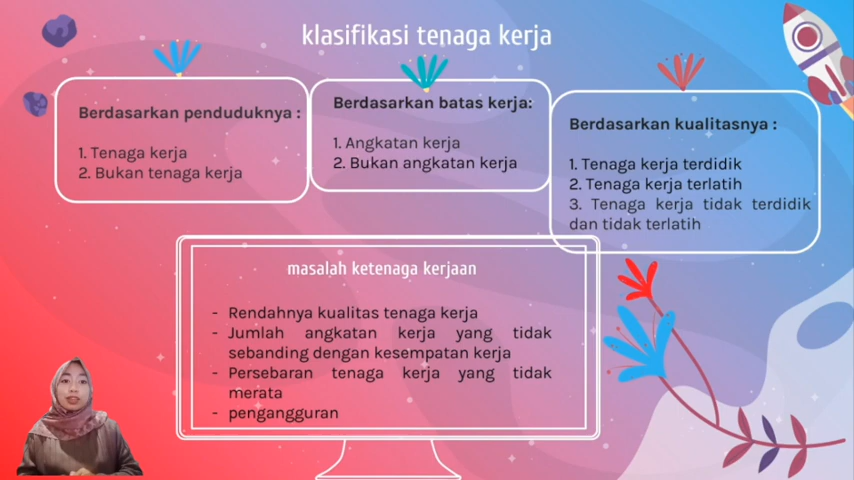 klasifikasi tenaga kerja
Berdasarkan penduduknya :
1. Tenaga kerja
2. Bukan tenaga kerja
Berdasarkan batas kerja:
1. Angkatan kerja
2. Bukan angkatan kerja
Berdasarkan kualitasnya :
1. Tenaga kerja terdidik
2. Tenaga kerja terlatih
3. Tenaga kerja tidak terdidik
dan tidak terlatih
masalah ketenaga kerjaan
- Rendahnya kualitas tenaga kerja
- Jumlah angkatan kerja yang tidak
sebanding dengan kesempatan kerja
- Persebaran tenaga kerja yang tidak
merata
- pengangguran